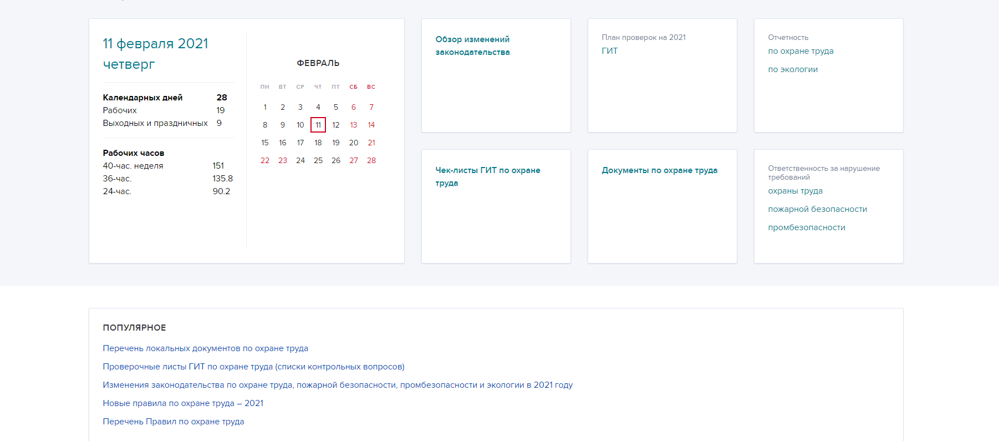 11 февраля 2021
четверг
Календарных дней 28
Рабочих 19
Выходных и праздничных 9
Рабочих часов
40-час. неделя 151
36-час. 135.8
24-час. 90.2
ФЕВРАЛЬ
ПН ВТ СР ЧТ ПТ СБ ВС
1 2 3 4 5 6 7
8 9 10 11 12 13 14
15 16 17 18 19 20 21
22 23 24 25 26 27 28
Обзор изменений
законодательства
План проверок на 2021
ГИТ
Отчетность
по охране труда
по экологии
Чек-листы ГИТ по охране
труда
Документы по охране труда
Ответственность за нарушение
требований
охраны труда
пожарной безопасности
промбезопасности
ПОПУЛЯРНОЕ
Перечень локальных документов по охране труда
Проверочные листы ГИТ по охране труда (списки контрольных вопросов)
Изменения законодательства по охране труда, пожарной безопасности, промбезопасности и экологии в 2021 году
Новые правила по охране труда – 2021
Перечень Правил по охране труда